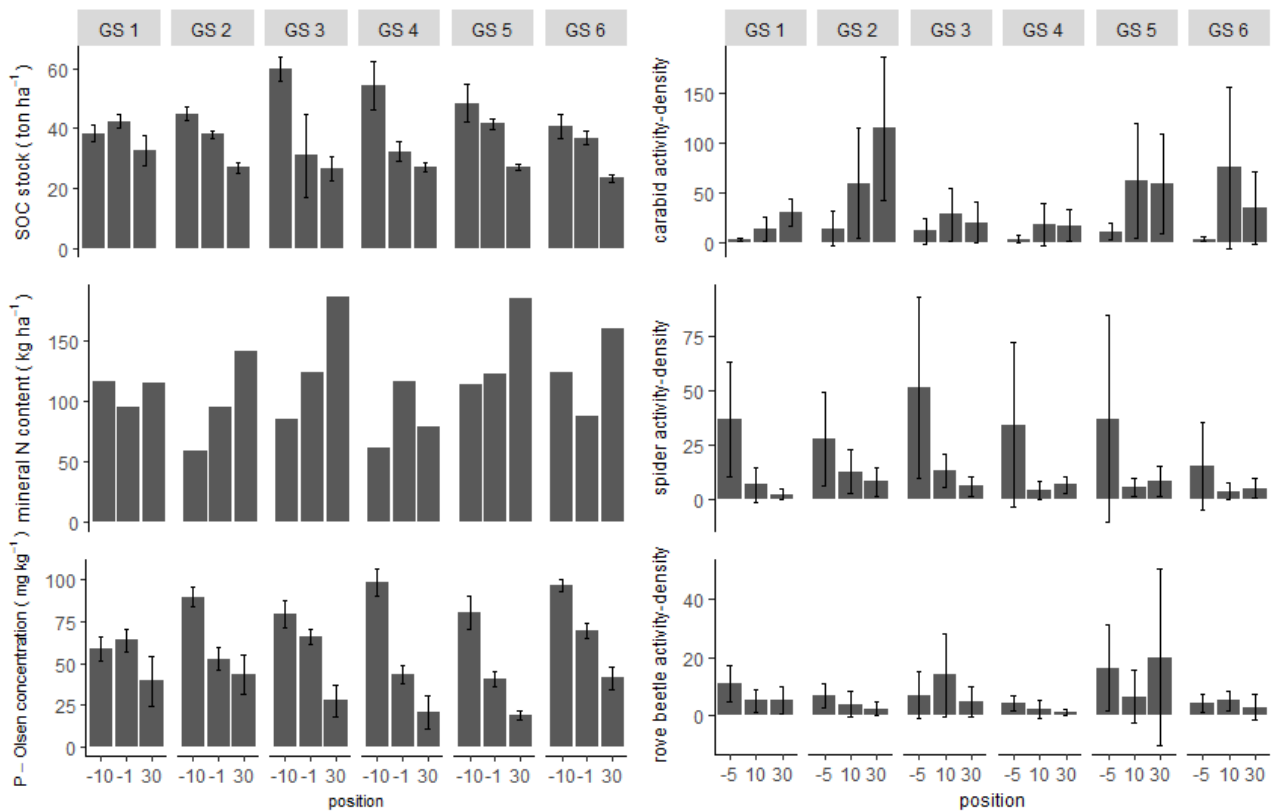 GS 1 GS 2 GS 3 GS 4 GS 5 GS 6
SOC stock ( ton ha⁻¹)
60
40
20
0
mineral N content ( kg ha⁻¹)
150
100
50
0
P – Olsen concentration ( mg kg⁻¹)
100
75
50
25
0
-10 -1 30 -10 -1 30 -10 -1 30 -10 -1 30 -10 -1 30 -10 -1 30
position
GS 1 GS 2 GS 3 GS 4 GS 5 GS 6
carabid activity-density
150
100
50
0
spider activity-density
75
50
25
0
rove beetle activity-density
40
20
0
-5 10 30 -5 10 30 -5 10 30 -5 10 30 -5 10 30 -5 10 30
position